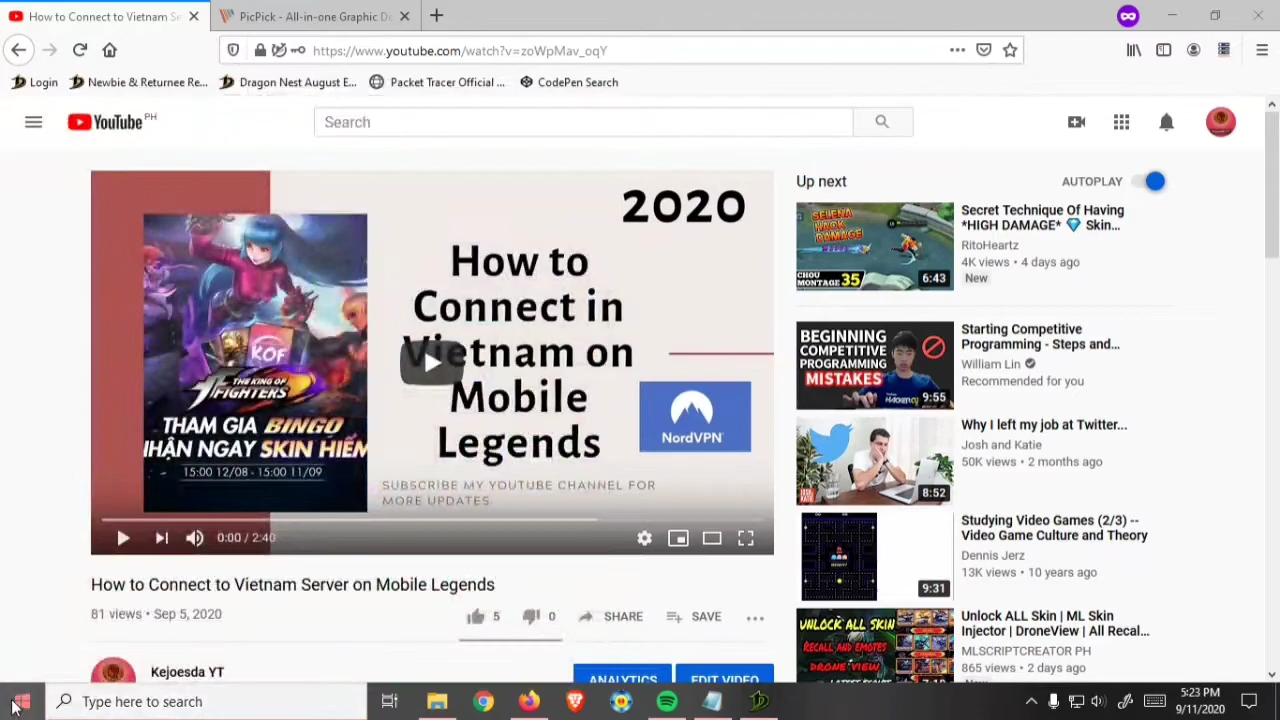 How to Connect to Vietnam Se
PicPick - All-in-one Graphic De
https://www.youtube.com/watch?v=zoWpMav_oqY
Login
Newbie & Returnee Re...
Dragon Nest August E...
Packet Tracer Official ...
CodePen Search
YouTube PH
Search
2020
How to
Connect in
Vietnam on
Mobile
Legends
KOF
THE KING OF
FIGHTERS
THAM GIA BINGO
NHẬN NGAY SKIN HIẾM
15:00 12/08 - 15:00 11/09
NordVPN
SUBSCRIBE MY YOUTUBE CHANNEL FOR
MORE UPDATES.
0:00 / 2:40
How to Connect to Vietnam Server on Mobile Legends
81 views • Sep 5, 2020
5
0
SHARE
SAVE
Kejoesda YT
ANALYTICS
EDIT VIDEO
Up next
AUTOPLAY
SELENA
HACK
DAMAGE
CHOU
MONTAGE 35
6:43
Secret Technique Of Having
*HIGH DAMAGE* 💎 Skin...
RitoHeartz
4K views • 4 days ago
New
BEGINNING
COMPETITIVE
PROGRAMMING
MISTAKES
9:55
Starting Competitive
Programming - Steps and...
William Lin
Recommended for you
8:52
Why I left my job at Twitter...
Josh and Katie
50K views • 2 months ago
9:31
Studying Video Games (2/3) --
Video Game Culture and Theory
Dennis Jerz
13K views • 10 years ago
UNLOCK ALL SKIN
RECALL AND EMOTES
DRONE VIEW
Unlock ALL Skin | ML Skin
Injector | DroneView | All Recal...
MLSCRIPTCREATOR PH
865 views • 2 days ago
Type here to search
5:23 PM
9/11/2020